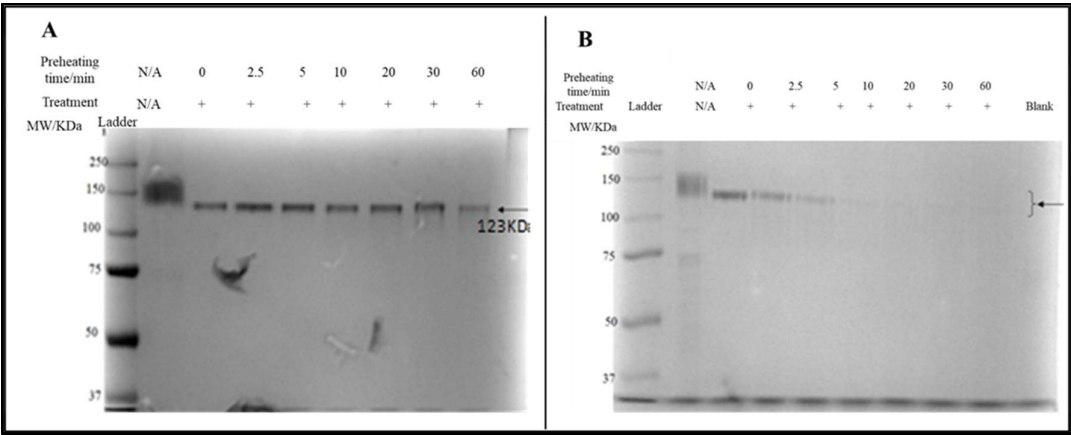 A
Preheating
time/min
N/A 0 2.5 5 10 20 30 60
Treatment N/A + + + + + + +
MW/KDa Ladder
250
150
100
75
50
37
123KDa
B
Preheating
time/min
N/A 0 2.5 5 10 20 30 60
Treatment Ladder N/A + + + + + + + Blank
MW/KDa
250
150
100
75
50
37